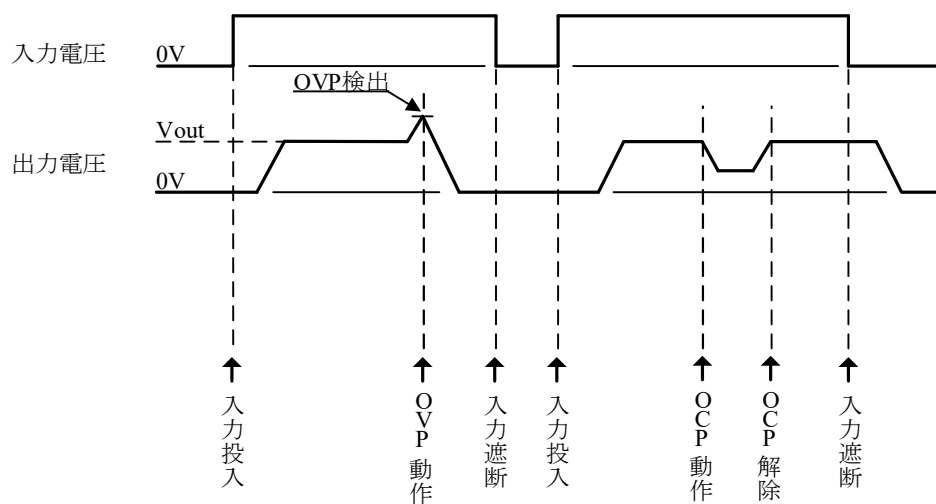 入力電圧
0V
OVP検出
Vout
出力電圧
0V
入力投入
OVP動作
入力遮断
入力投入
OCP動作
OCP解除
入力遮断